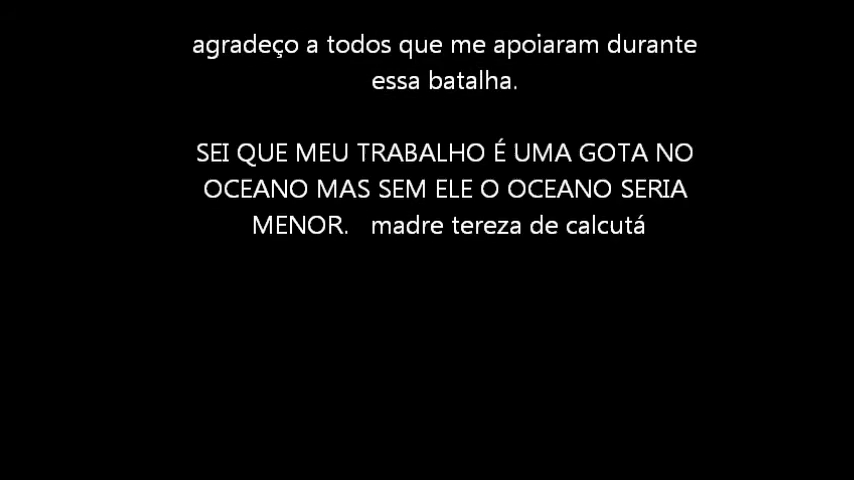 agradeço a todos que me apoiaram durante
essa batalha.
SEI QUE MEU TRABALHO É UMA GOTA NO
OCEANO MAS SEM ELE O OCEANO SERIA
MENOR. madre tereza de calcutá